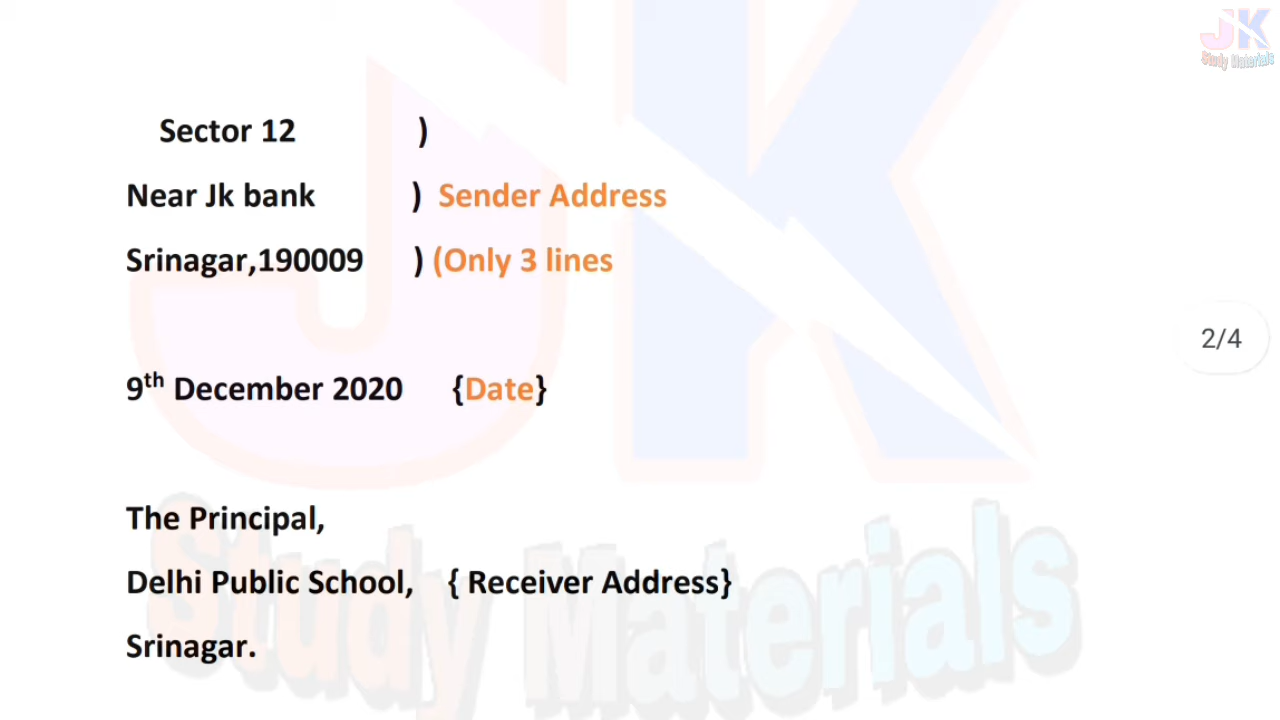 JK
Study Materials
Sector 12 )
Near Jk bank ) Sender Address
Srinagar,190009 ) (Only 3 lines
2/4
9th December 2020 {Date}
The Principal,
Delhi Public School, { Receiver Address}
Srinagar.
JK
Study Materials